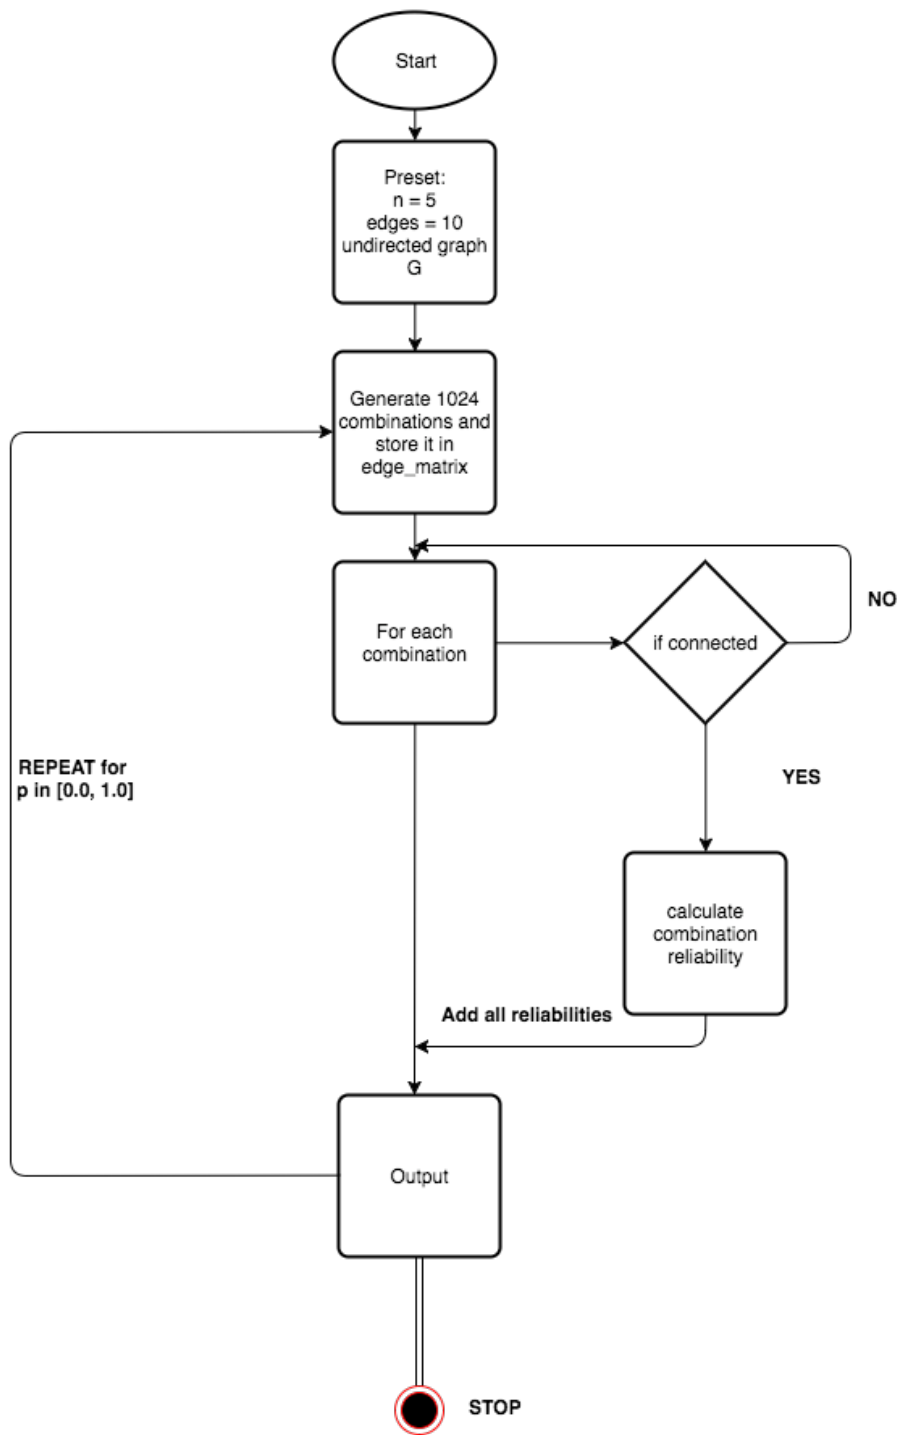 Start
Preset:
n = 5
edges = 10
undirected graph
G
Generate 1024
combinations and
store it in
edge_matrix
For each
combination
if connected
NO
REPEAT for
p in [0.0, 1.0]
YES
calculate
combination
reliability
Add all reliabilities
Output
STOP